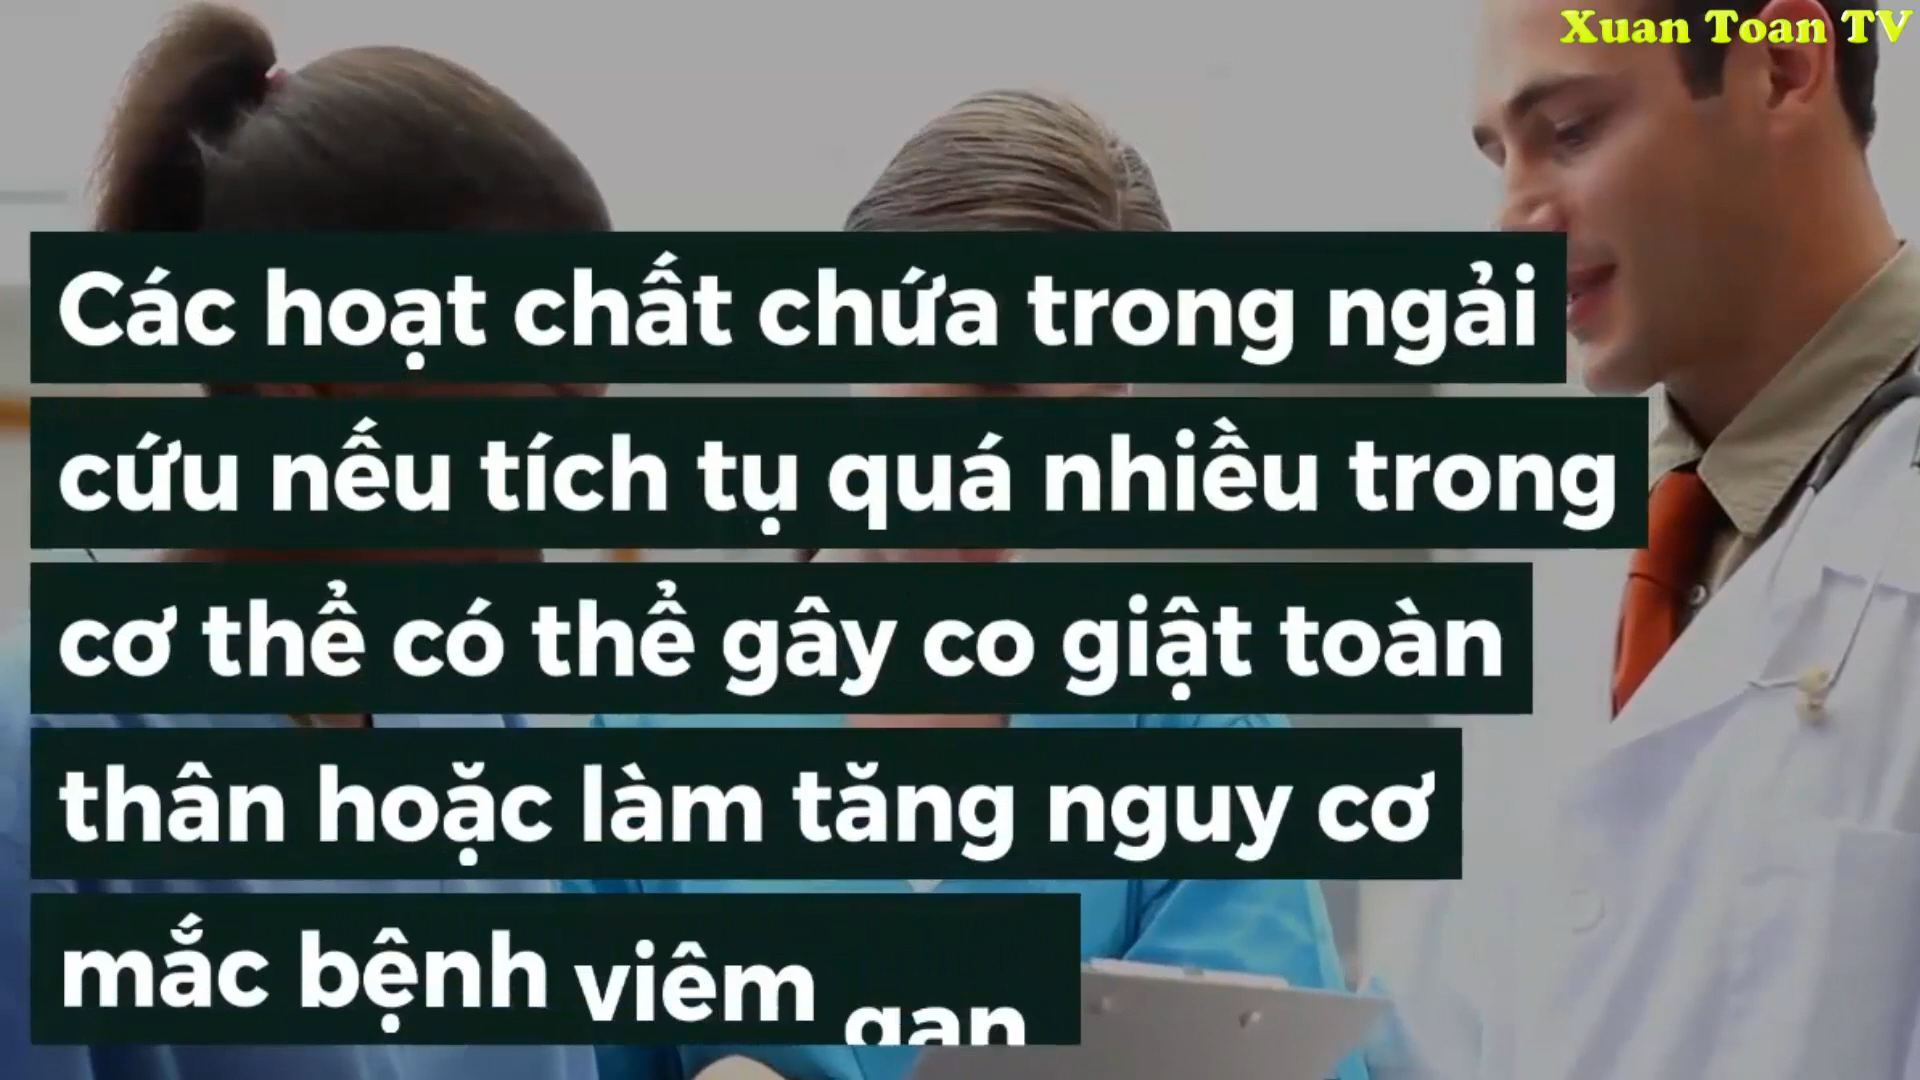 Xuan Toan TV
Các hoạt chất chứa trong ngải
cứu nếu tích tụ quá nhiều trong
cơ thể có thể gây co giật toàn
thân hoặc làm tăng nguy cơ
mắc bệnh viêm gan